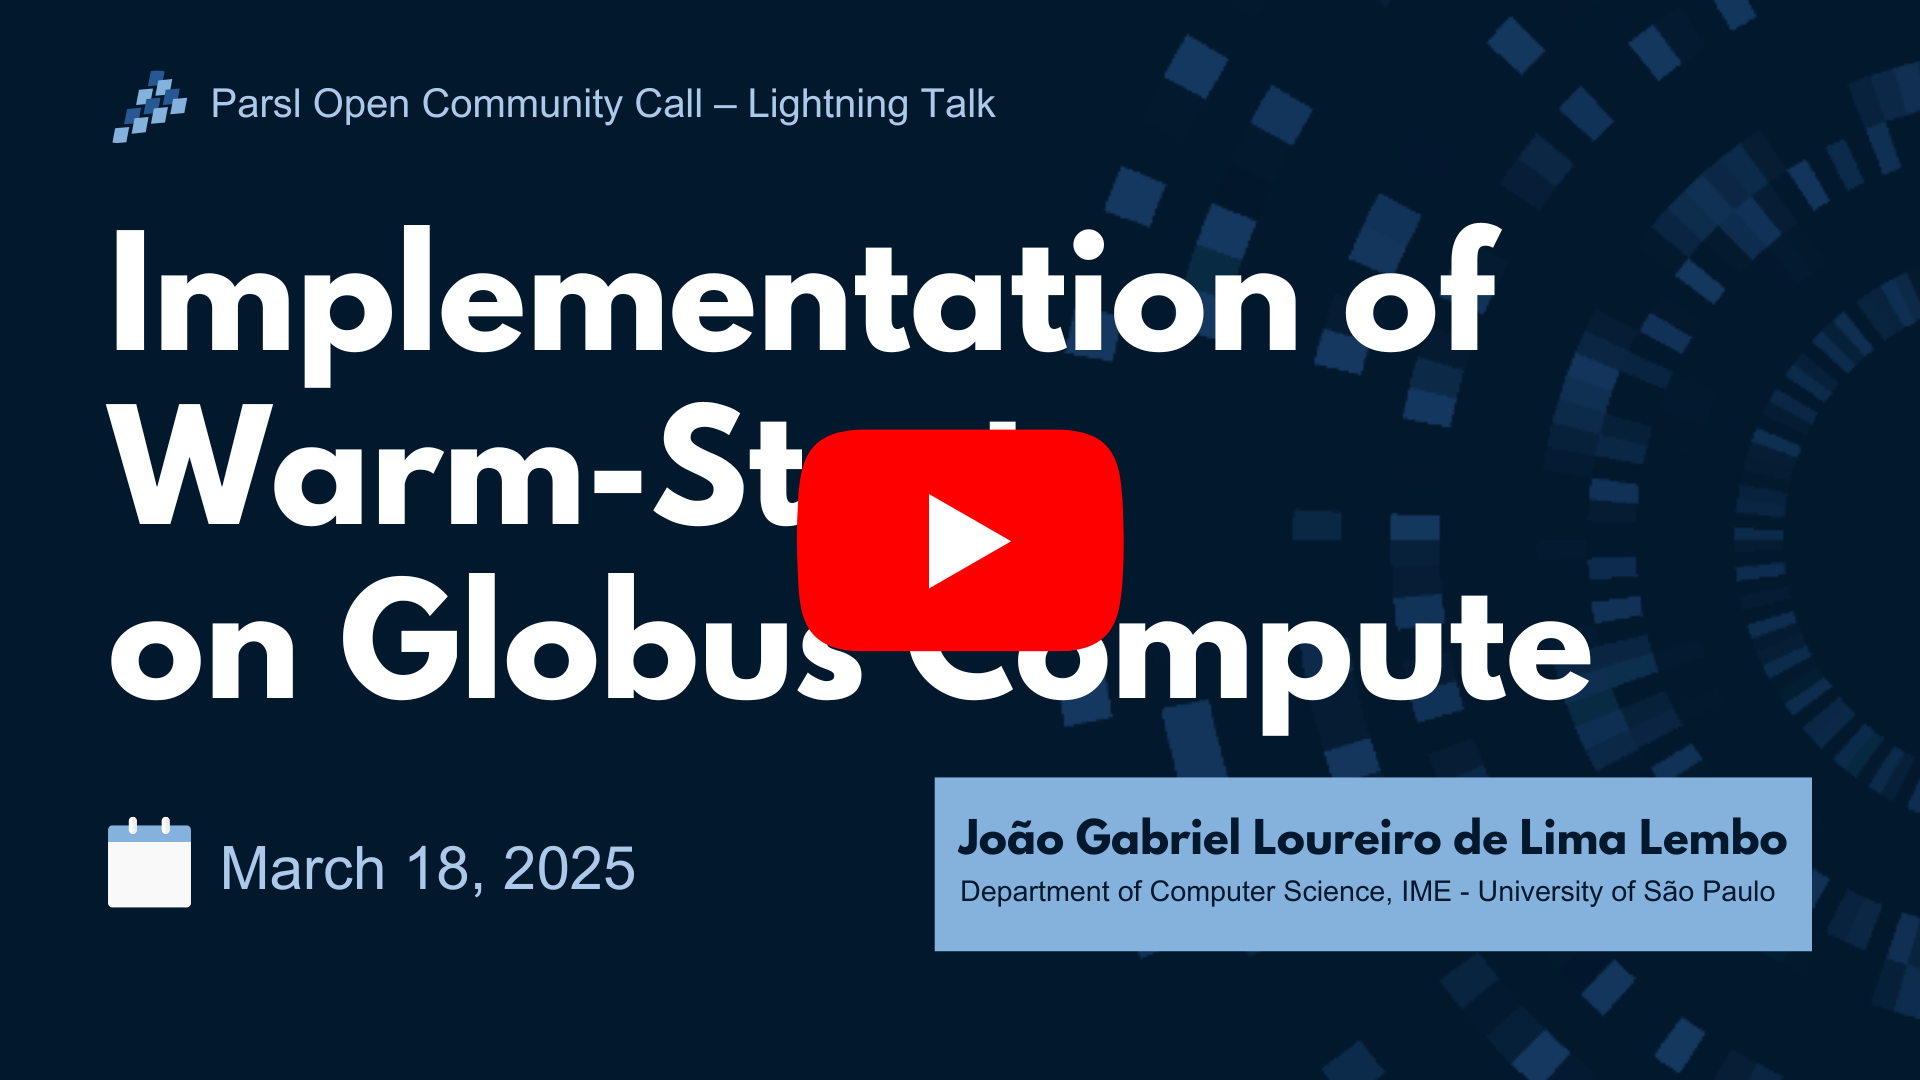 Parsl Open Community Call – Lightning Talk
Implementation of
on Globus Compute
March 18, 2025
João Gabriel Loureiro de Lima Lembo
Department of Computer Science, IME - University of São Paulo